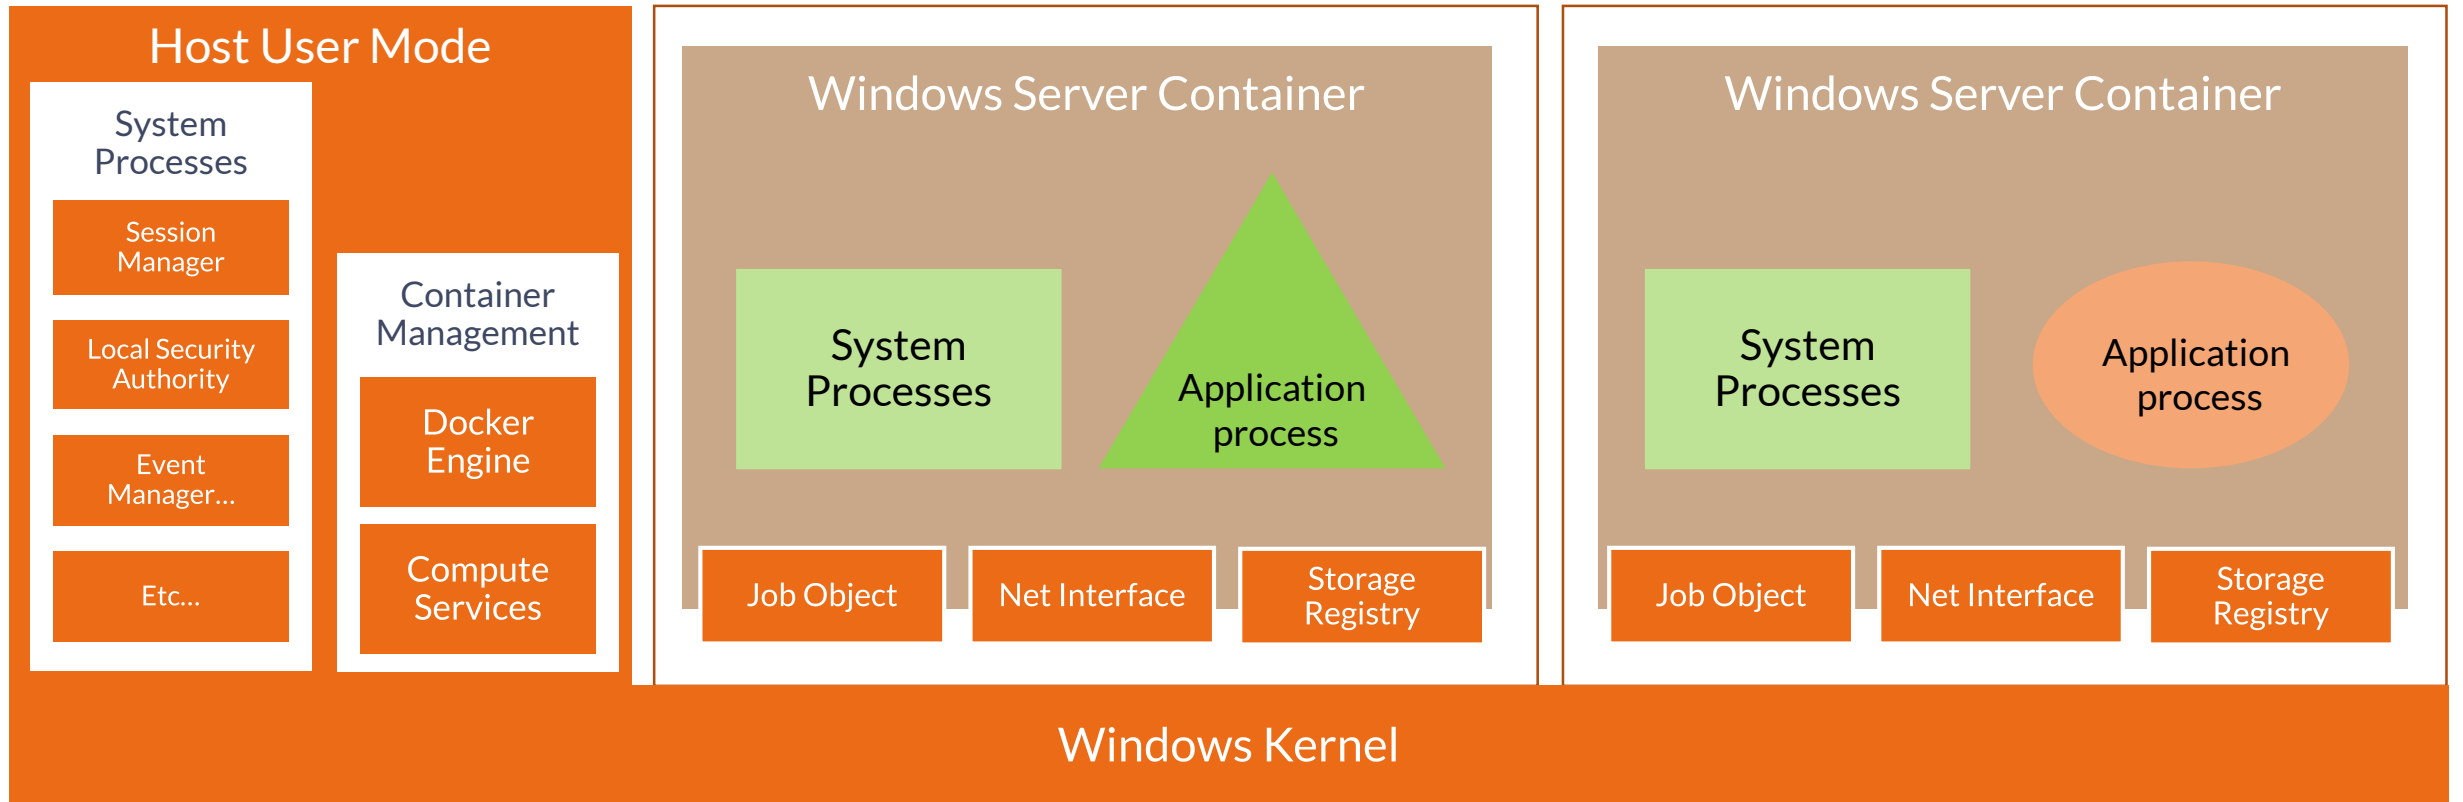 Host User Mode
System
Processes
Session
Manager
Local Security
Authority
Event
Manager...
Etc...
Container
Management
Docker
Engine
Compute
Services
Windows Server Container
System
Processes
Application
process
Job Object
Net Interface
Storage
Registry
Windows Server Container
System
Processes
Application
process
Job Object
Net Interface
Storage
Registry
Windows Kernel